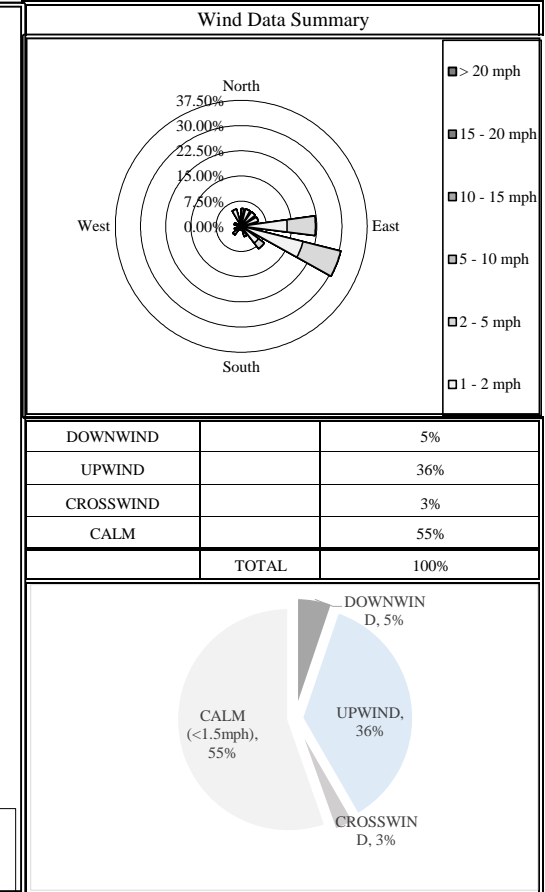 Wind Data Summary
North
37.50%
30.00%
22.50%
15.00%
7.50%
0.00%
West
East
South
> 20 mph
15 - 20 mph
10 - 15 mph
5 - 10 mph
2 - 5 mph
1 - 2 mph
DOWNWIND 5%
UPWIND 36%
CROSSWIND 3%
CALM 55%
TOTAL 100%
DOWNWIN
D, 5%
UPWIND,
36%
CALM
(<1.5mph),
55%
CROSSWIN
D, 3%